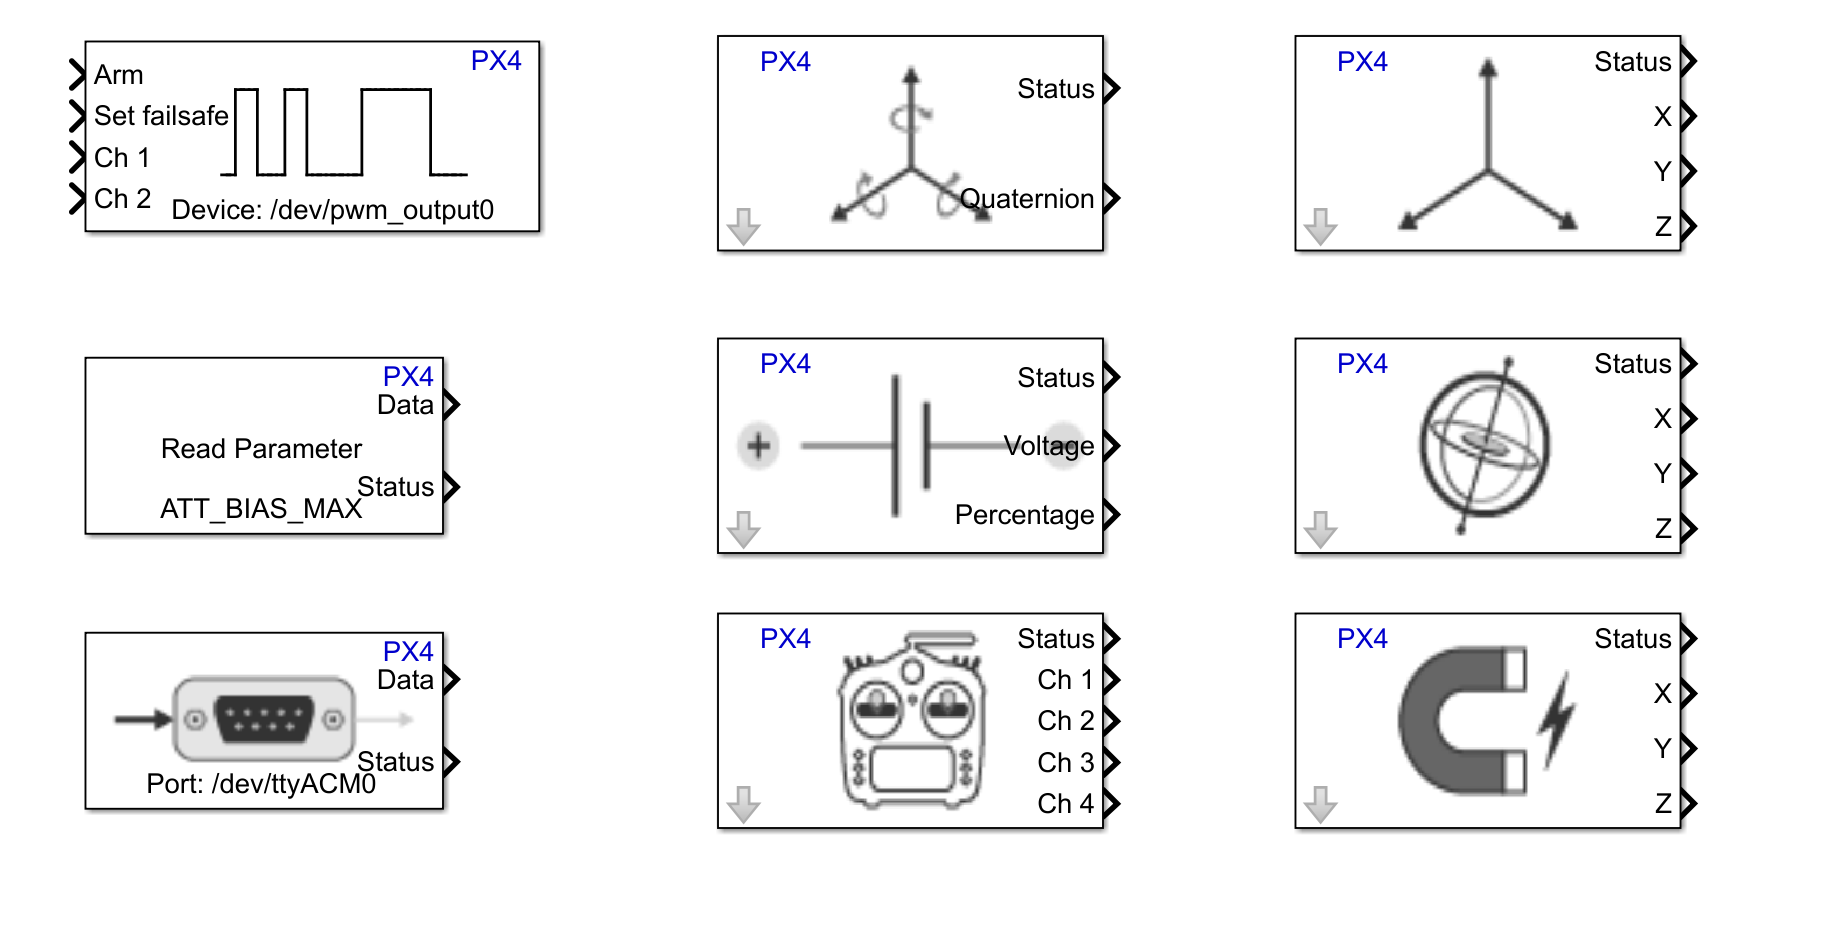 PX4
Arm
Set failsafe
Ch 1
Ch 2
Device: /dev/pwm_output0
PX4
Status
Quaternion
PX4
Status
X
Y
Z
PX4
Data
Read Parameter
Status
ATT_BIAS_MAX
PX4
Status
Voltage
Percentage
PX4
Status
X
Y
Z
PX4
Data
Status
Port: /dev/ttyACM0
PX4
Status
Ch 1
Ch 2
Ch 3
Ch 4
PX4
Status
X
Y
Z